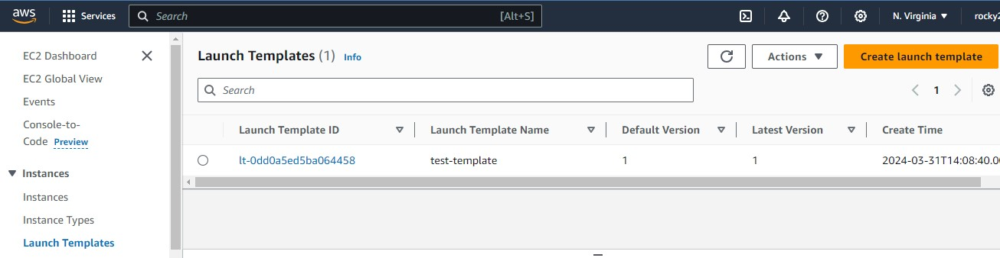 aws Services Search [Alt+S] N. Virginia rocky2
EC2 Dashboard
EC2 Global View
Events
Console-to-
Code Preview
Instances
Instances
Instance Types
Launch Templates
Launch Templates (1) Info Actions Create launch template
Search 1
Launch Template ID Launch Template Name Default Version Latest Version Create Time
lt-0dd0a5ed5ba064458 test-template 1 1 2024-03-31T14:08:40.00